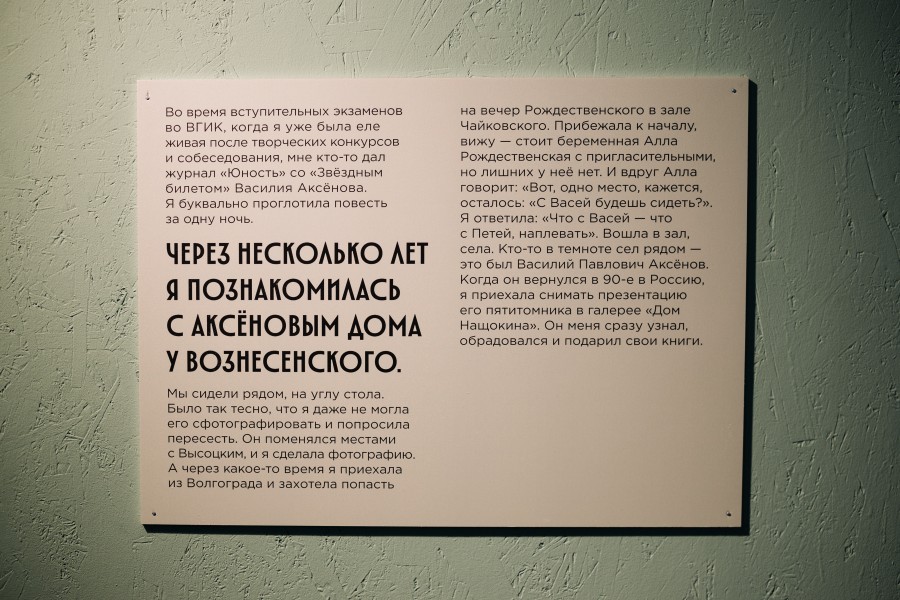 Во время вступительных экзаменов
во ВГИК, когда я уже была еле
живая после творческих конкурсов
и собеседования, мне кто-то дал
журнал «Юность» со «Звёздным
билетом» Василия Аксёнова.
Я буквально проглотила повесть
за одну ночь.
ЧЕРЕЗ НЕСКОЛЬКО ЛЕТ
Я ПОЗНАКОМИЛАСЬ
С АКСЁНОВЫМ ДОМА
У ВОЗНЕСЕНСКОГО.
Мы сидели рядом, на углу стола.
Было так тесно, что я даже не могла
его сфотографировать и попросила
пересесть. Он поменялся местами
с Высоцким, и я сделала фотографию.
А через какое-то время я приехала
из Волгограда и захотела попасть
на вечер Рождественского в зале
Чайковского. Прибежала к началу,
вижу — стоит беременная Алла
Рождественская с пригласительными,
но лишних у неё нет. И вдруг Алла
говорит: «Вот, одно место, кажется,
осталось: «С Васей будешь сидеть?».
Я ответила: «Что с Васей — что
с Петей, наплевать». Вошла в зал,
села. Кто-то в темноте сел рядом —
это был Василий Павлович Аксёнов.
Когда он вернулся в 90-е в Россию,
я приехала снимать презентацию
его пятитомника в галерее «Дом
Нащокина». Он меня сразу узнал,
обрадовался и подарил свои книги.